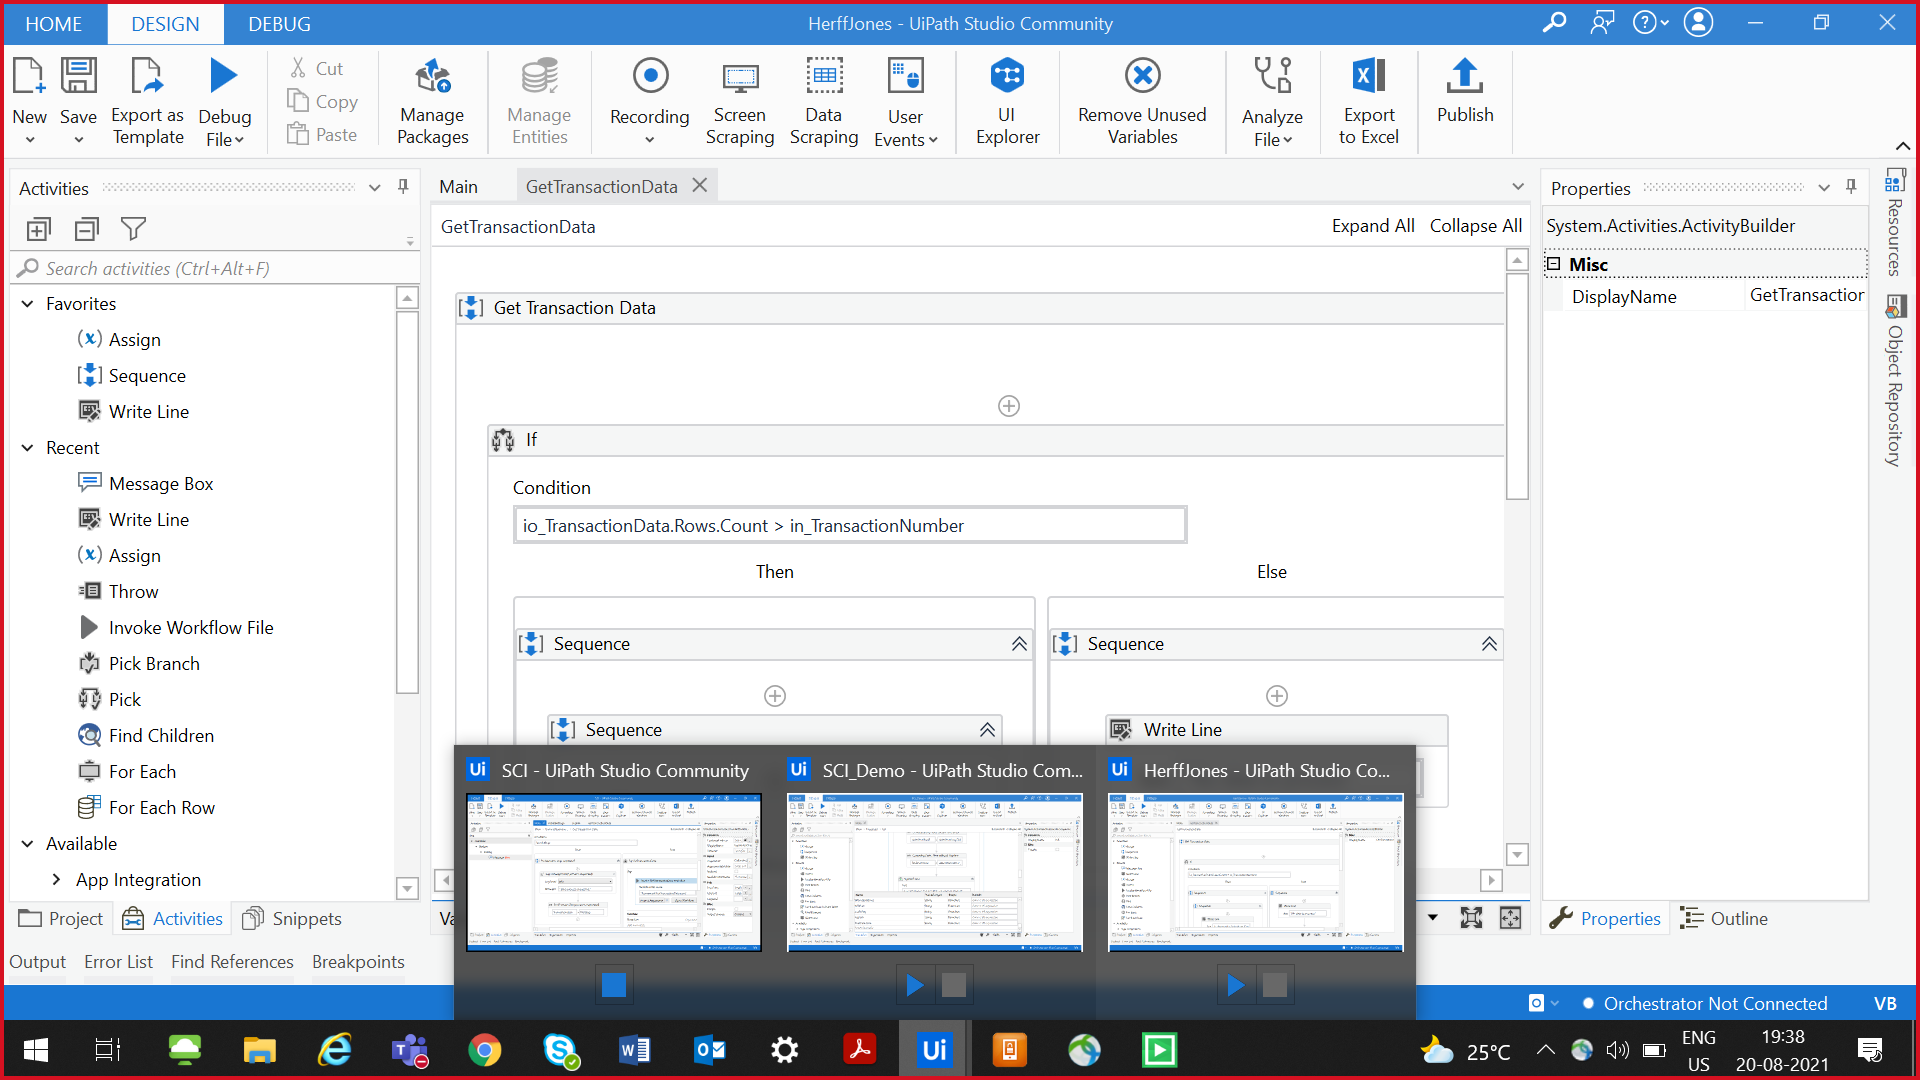 HOME
DESIGN
DEBUG
HerffJones - UiPath Studio Community
New
Save
Export as Template
Debug File
Cut
Copy
Paste
Manage Packages
Manage Entities
Recording
Screen Scraping
Data Scraping
User Events
UI Explorer
Remove Unused Variables
Analyze File
Export to Excel
Publish
Activities
Search activities (Ctrl+Alt+F)
Favorites
Assign
Sequence
Write Line
Recent
Message Box
Write Line
Assign
Throw
Invoke Workflow File
Pick Branch
Pick
Find Children
For Each
For Each Row
Available
App Integration
Project
Activities
Snippets
Main
GetTransactionData
GetTransactionData
Expand All
Collapse All
Get Transaction Data
If
Condition
io_TransactionData.Rows.Count > in_TransactionNumber
Then
Else
Sequence
Sequence
Sequence
Write Line
Va
Properties
System.Activities.ActivityBuilder
Misc
DisplayName
GetTransaction
Resources
Object Repository
Properties
Outline
Ui SCI - UiPath Studio Community
Ui SCI_Demo - UiPath Studio Com...
Ui HerffJones - UiPath Studio Co...
Output
Error List
Find References
Breakpoints
Orchestrator Not Connected
VB
Ui
25°C
ENG
US
19:38
20-08-2021